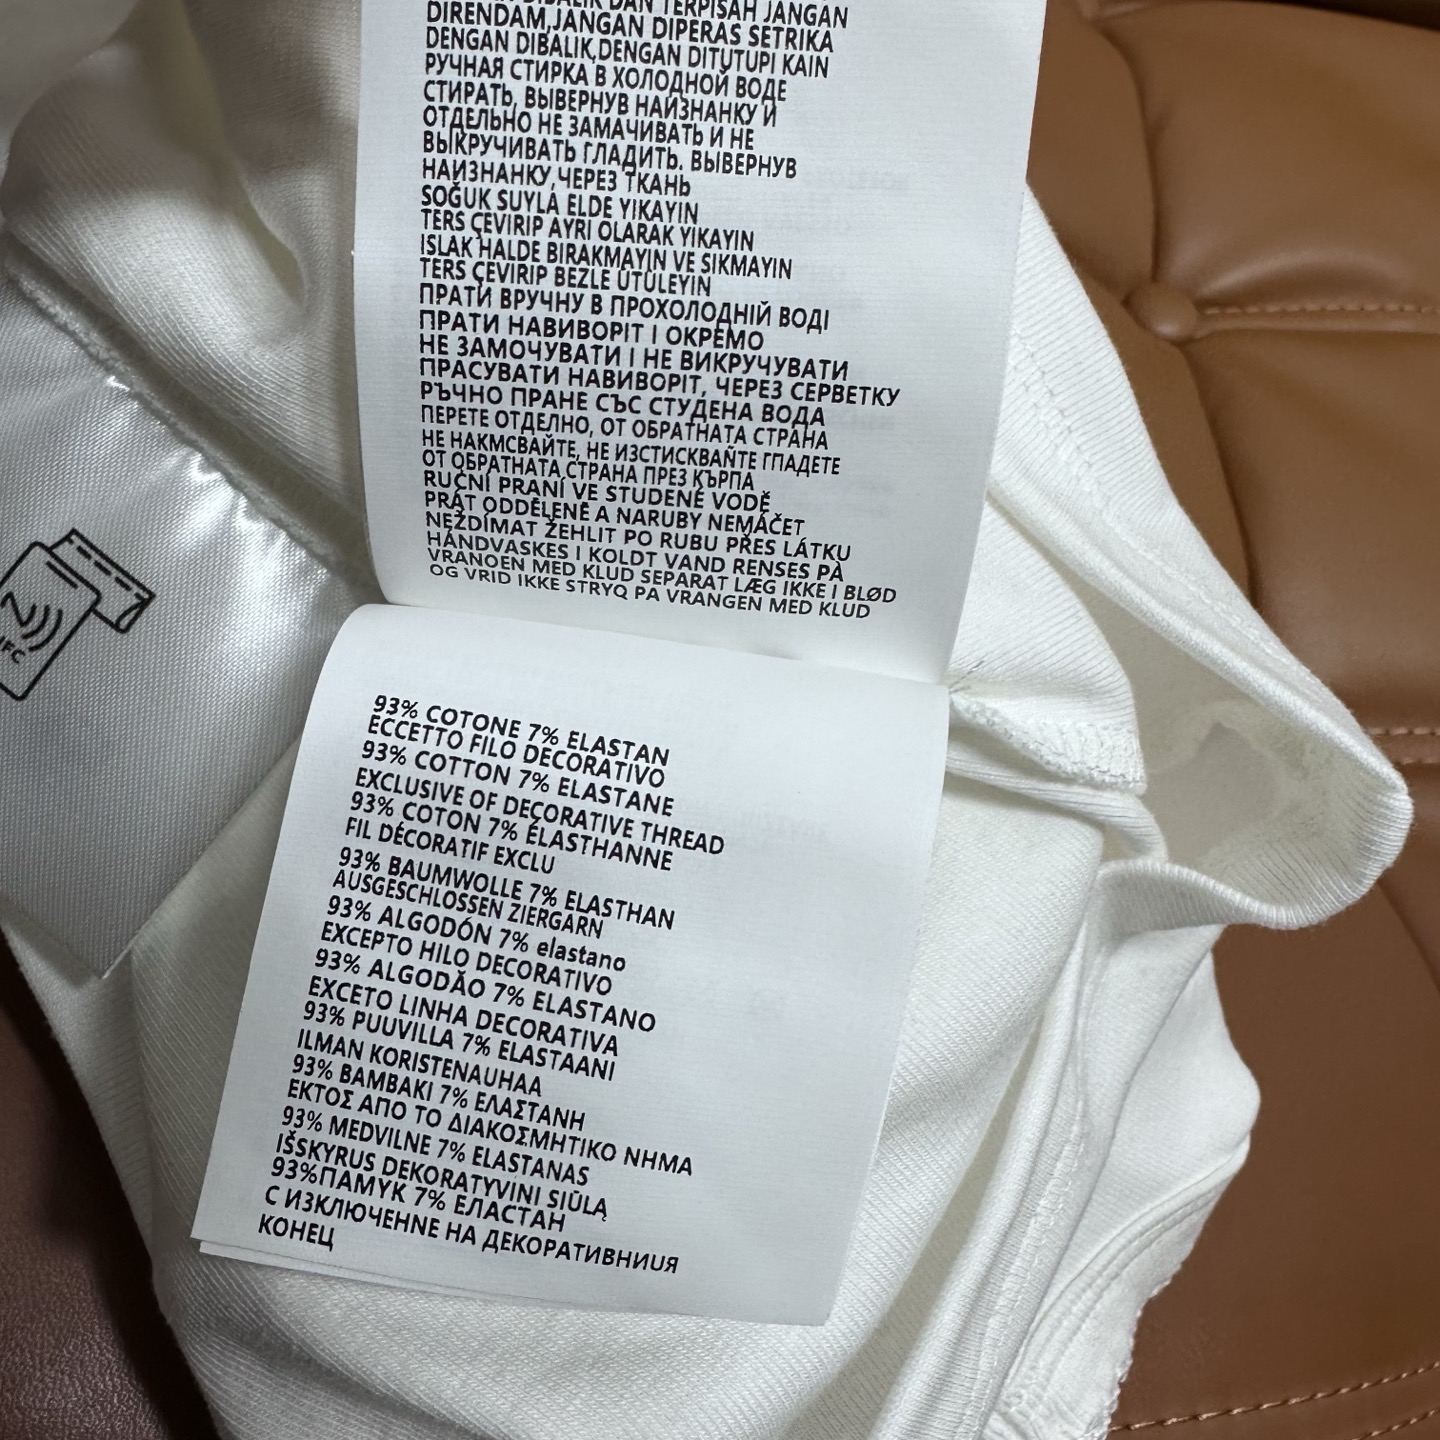 DIBALIK DAN TERPISAH JANGAN
DIRENDAM,JANGAN DIPERAS SETRIKA
DENGAN DIBALIK,DENGAN DITUTUPI KAIN
РУЧНАЯ СТИРКА В ХОЛОДНОЙ ВОДЕ
СТИРАТЬ, ВЫВЕРНУВ НАИЗНАНКУ И
ОТДЕЛЬНО НЕ ЗАМАЧИВАТЬ И НЕ
ВЫКРУЧИВАТЬ ГЛАДИТЬ. ВЫВЕРНУВ
НАИЗНАНКУ,ЧЕРЕЗ ТКАНЬ
SOĞUK SUYLA ELDE YIKAYIN
TERS ÇEVIRIP AYRI OLARAK YIKAYIN
ISLAK HALDE BIRAKMAYIN VE SIKMAYIN
TERS ÇEVIRIP BEZLE ÜTÜLEYIN
ПРАТИ ВРУЧНУ В ПРОХОЛОДНІЙ ВОДІ
ПРАТИ НАВИВОРІТ І ОКРЕМО
НЕ ЗАМОЧУВАТИ І НЕ ВИКРУЧУВАТИ
ПРАСУВАТИ НАВИВОРІТ, ЧЕРЕЗ СЕРВЕТКУ
РЪЧНО ПРАНЕ СЪС СТУДЕНА ВОДА
ПЕРЕТЕ ОТДЕЛНО, ОТ ОБРАТНАТА СТРАНА
НЕ НАКМСВАЙТЕ, НЕ ИЗСТИСКВАЙТЕ ГПАДЕТЕ
ОТ ОБРАТНАТА СТРАНА ПРЕЗ КЪРПА
RUČNÍ PRANÍ VE STUDENÉ VODĚ
PRÁT ODDĚLENĚ A NARUBY NEMÁČET
NEŽDÍMAT ŽEHLIT PO RUBU PŘES LÁTKU
HÅNDVASKES I KOLDT VAND RENSES PÅ
VRANOEN MED KLUD SEPARAT LÆG IKKE I BLØD
OG VRID IKKE STRYQ PA VRANGEN MED KLUD
93% COTONE 7% ELASTAN
ECCETTO FILO DECORATIVO
93% COTTON 7% ELASTANE
EXCLUSIVE OF DECORATIVE THREAD
93% COTON 7% ÉLASTHANNE
FIL DÉCORATIF EXCLU
93% BAUMWOLLE 7% ELASTHAN
AUSGESCHLOSSEN ZIERGARN
93% ALGODÓN 7% elastano
EXCEPTO HILO DECORATIVO
93% ALGODÃO 7% ELASTANO
EXCETO LINHA DECORATIVA
93% PUUVILLA 7% ELASTAANI
ILMAN KORISTENAUHAA
93% BAMBAKI 7% ΕΛΑΣΤΑΝΗ
ΕΚΤΟΣ ΑΠΟ ΤΟ ΔΙΑΚΟΣΜΗΤΙΚΟ ΝΗΜΑ
93% MEDVILNE 7% ELASTANAS
IŠSKYRUS DEKORATYVINI SIŪLĄ
93%ПАМУК 7% ЕЛАСТАН
С ИЗКЛЮЧЕННЕ НА ДЕКОРАТИВНИЯ
КОНЕЦ